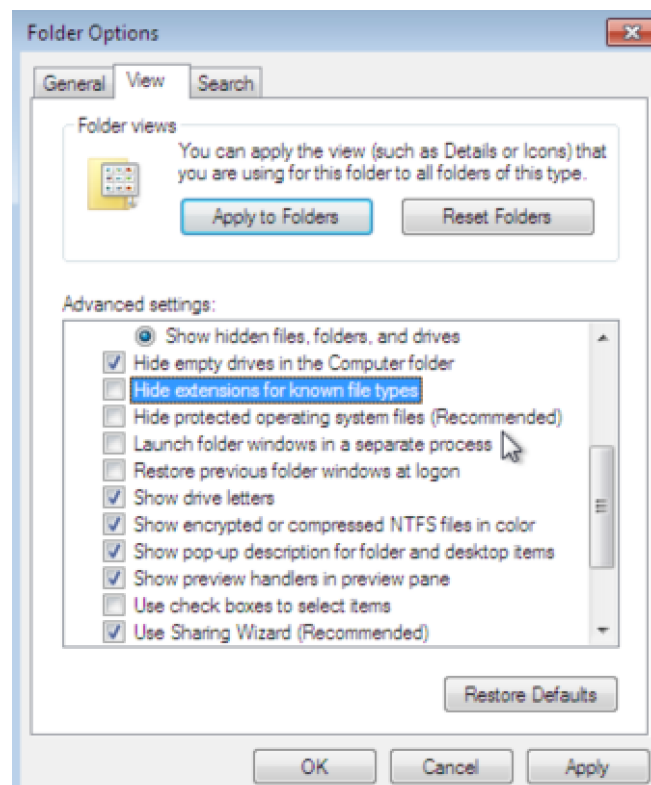 Folder Options
General View Search
Folder views
You can apply the view (such as Details or Icons) that
you are using for this folder to all folders of this type.
Apply to Folders Reset Folders
Advanced settings:
Show hidden files, folders, and drives
Hide empty drives in the Computer folder
Hide extensions for known file types
Hide protected operating system files (Recommended)
Launch folder windows in a separate process
Restore previous folder windows at logon
Show drive letters
Show encrypted or compressed NTFS files in color
Show pop-up description for folder and desktop items
Show preview handlers in preview pane
Use check boxes to select items
Use Sharing Wizard (Recommended)
Restore Defaults
OK Cancel Apply